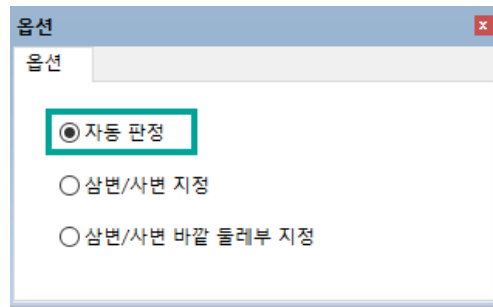 옵션
옵션
자동 판정
삼변/사변 지정
삼변/사변 바깥 둘레부 지정